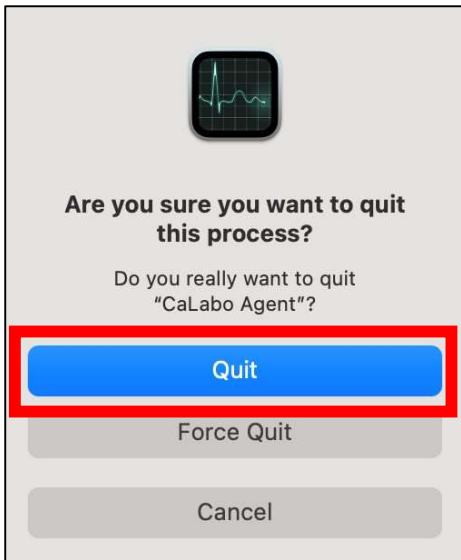 Are you sure you want to quit
this process?
Do you really want to quit
“CaLabo Agent”?
Quit
Force Quit
Cancel